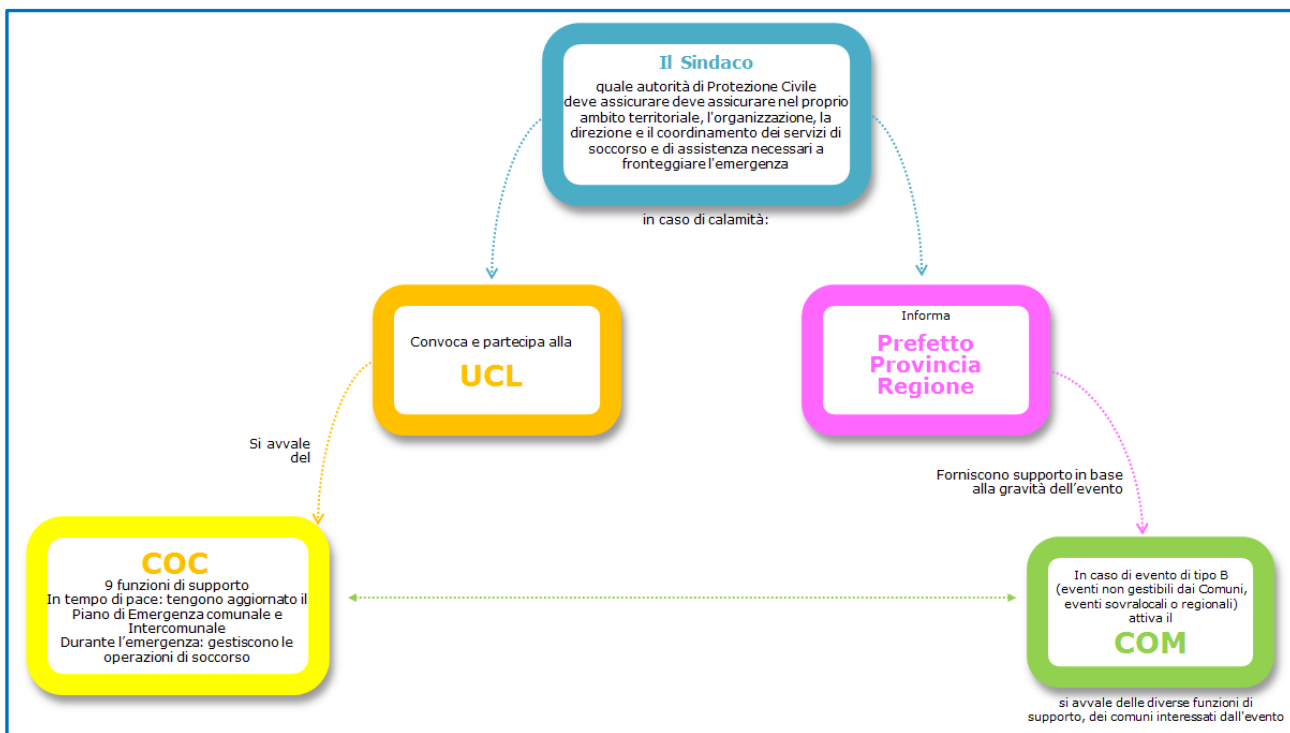 Il Sindaco
quale autorità di Protezione Civile
deve assicurare deve assicurare nel proprio
ambito territoriale, l'organizzazione, la
direzione e il coordinamento dei servizi di
soccorso e di assistenza necessari a
fronteggiare l'emergenza
in caso di calamità:
Convoca e partecipa alla
UCL
Informa
Prefetto
Provincia
Regione
Si avvale
del
Forniscono supporto in base
alla gravità dell'evento
COC
9 funzioni di supporto
In tempo di pace: tengono aggiornato il
Piano di Emergenza comunale e
Intercomunale
Durante l'emergenza: gestiscono le
operazioni di soccorso
In caso di evento di tipo B
(eventi non gestibili dai Comuni,
eventi sovralocali o regionali)
attiva il
COM
si avvale delle diverse funzioni di
supporto, dei comuni interessati dall'evento